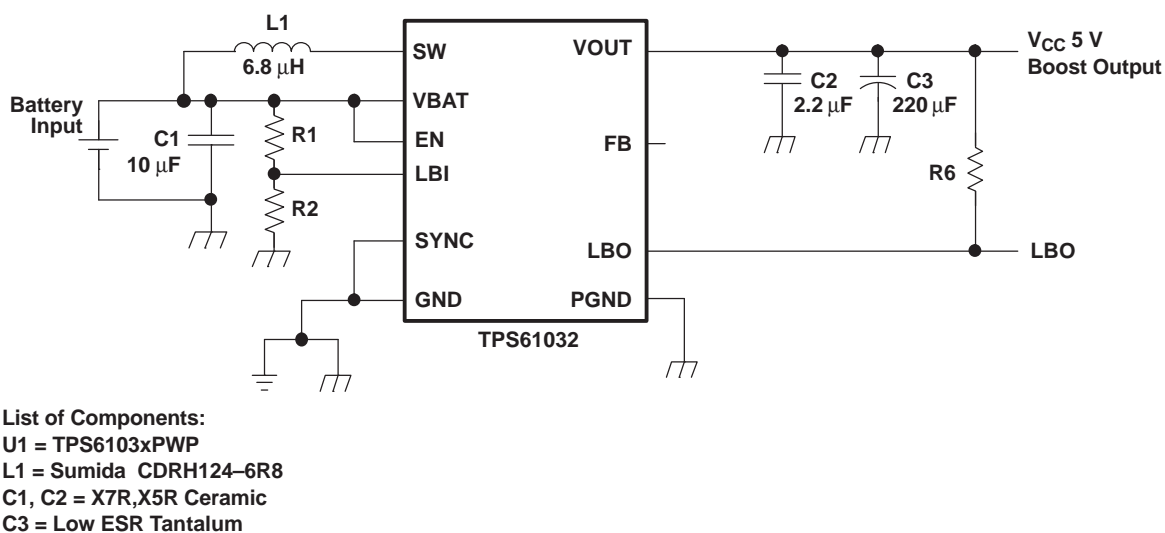 L1
6.8 μH
SW
VOUT
VCC 5 V
Boost Output
C2
2.2 μF
C3
220 μF
Battery
Input
VBAT
C1
10 μF
R1
EN
FB
LBI
R6
R2
SYNC
LBO
LBO
GND
PGND
TPS61032
List of Components:
U1 = TPS6103xPWP
L1 = Sumida CDRH124–6R8
C1, C2 = X7R,X5R Ceramic
C3 = Low ESR Tantalum